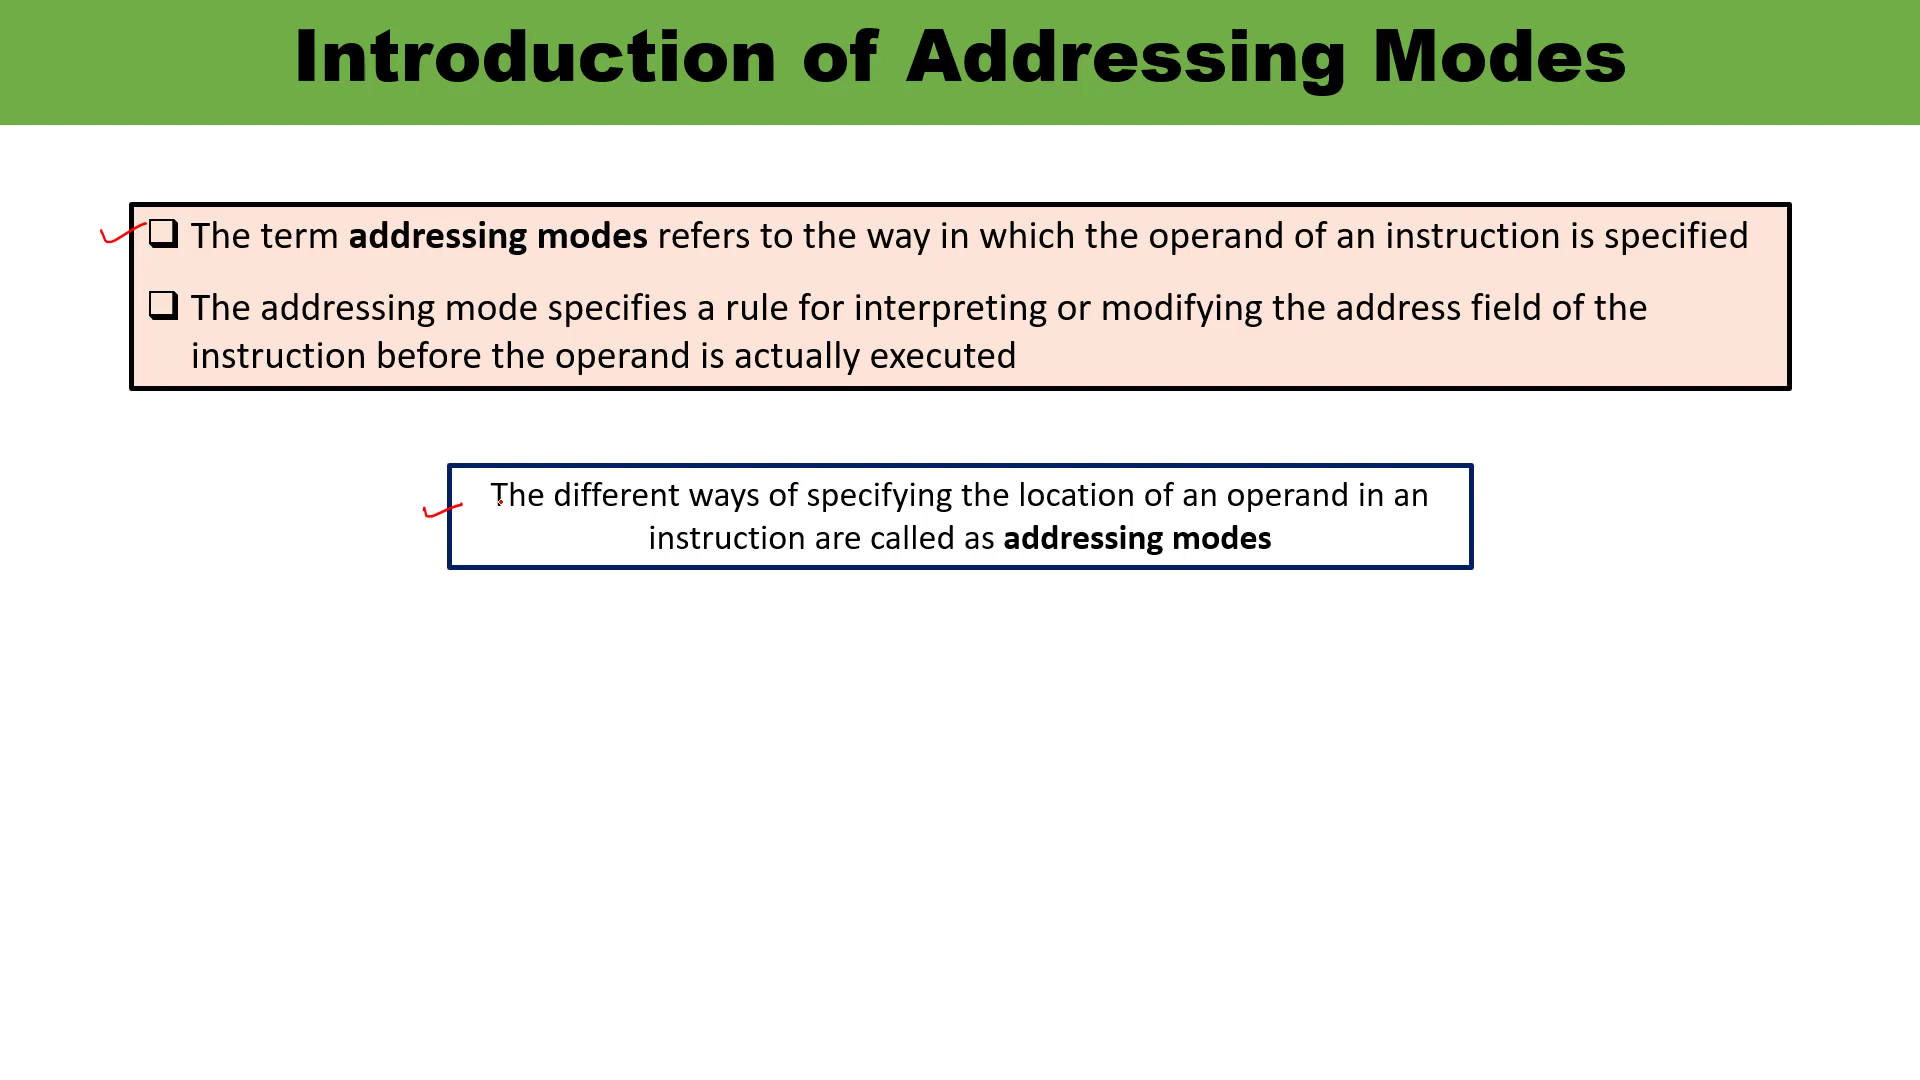 Introduction of Addressing Modes
❑ The term addressing modes refers to the way in which the operand of an instruction is specified
❑ The addressing mode specifies a rule for interpreting or modifying the address field of the
instruction before the operand is actually executed
The different ways of specifying the location of an operand in an
instruction are called as addressing modes